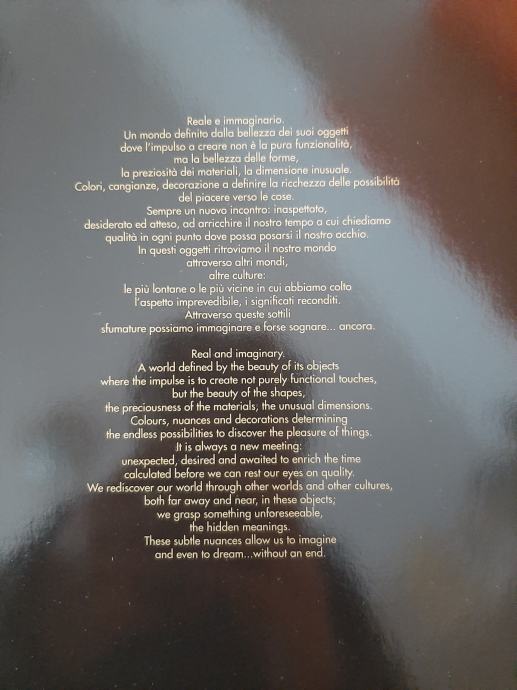 Reale e immaginario.
Un mondo definito dalla bellezza dei suoi oggetti
dove l'impulso a creare non è la pura funzionalità,
ma la bellezza delle forme,
la preziosità dei materiali, la dimensione inusuale.
Colori, cangianze, decorazione a definire la ricchezza delle possibilità
del piacere verso le cose.
Sempre un nuovo incontro: inaspettato,
desiderato ed atteso, ad arricchire il nostro tempo a cui chiediamo
qualità in ogni punto dove possa posarsi il nostro occhio.
In questi oggetti ritroviamo il nostro mondo
attraverso altri mondi,
altre culture:
le più lontane o le più vicine in cui abbiamo colto
l'aspetto imprevedibile, i significati reconditi.
Attraverso queste sottili
sfumature possiamo immaginare e forse sognare... ancora.
Real and imaginary.
A world defined by the beauty of its objects
where the impulse is to create not purely functional touches,
but the beauty of the shapes,
the preciousness of the materials; the unusual dimensions.
Colours, nuances and decorations determining
the endless possibilities to discover the pleasure of things.
It is always a new meeting:
unexpected, desired and awaited to enrich the time
calculated before we can rest our eyes on quality.
We rediscover our world through other worlds and other cultures,
both far away and near, in these objects;
we grasp something unforeseeable,
the hidden meanings.
These subtle nuances allow us to imagine
and even to dream...without an end.